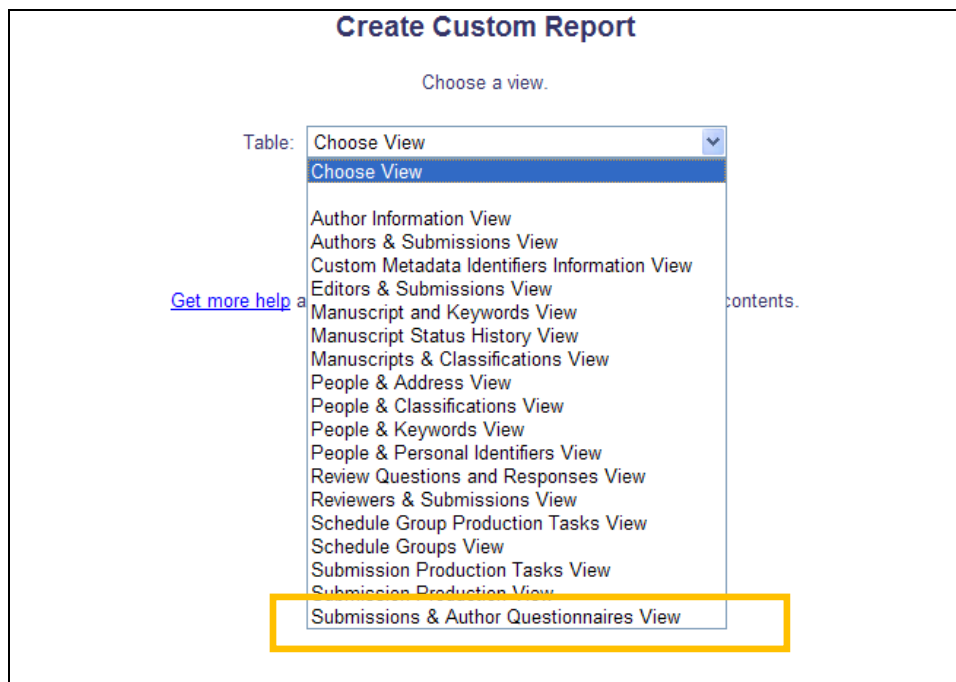 Create Custom Report
Choose a view.
Table: Choose View
Choose View
Author Information View
Authors & Submissions View
Custom Metadata Identifiers Information View
Editors & Submissions View
Get more help a contents.
Manuscript and Keywords View
Manuscript Status History View
Manuscripts & Classifications View
People & Address View
People & Classifications View
People & Keywords View
People & Personal Identifiers View
Review Questions and Responses View
Reviewers & Submissions View
Schedule Group Production Tasks View
Schedule Groups View
Submission Production Tasks View
Submission Production View
Submissions & Author Questionnaires View